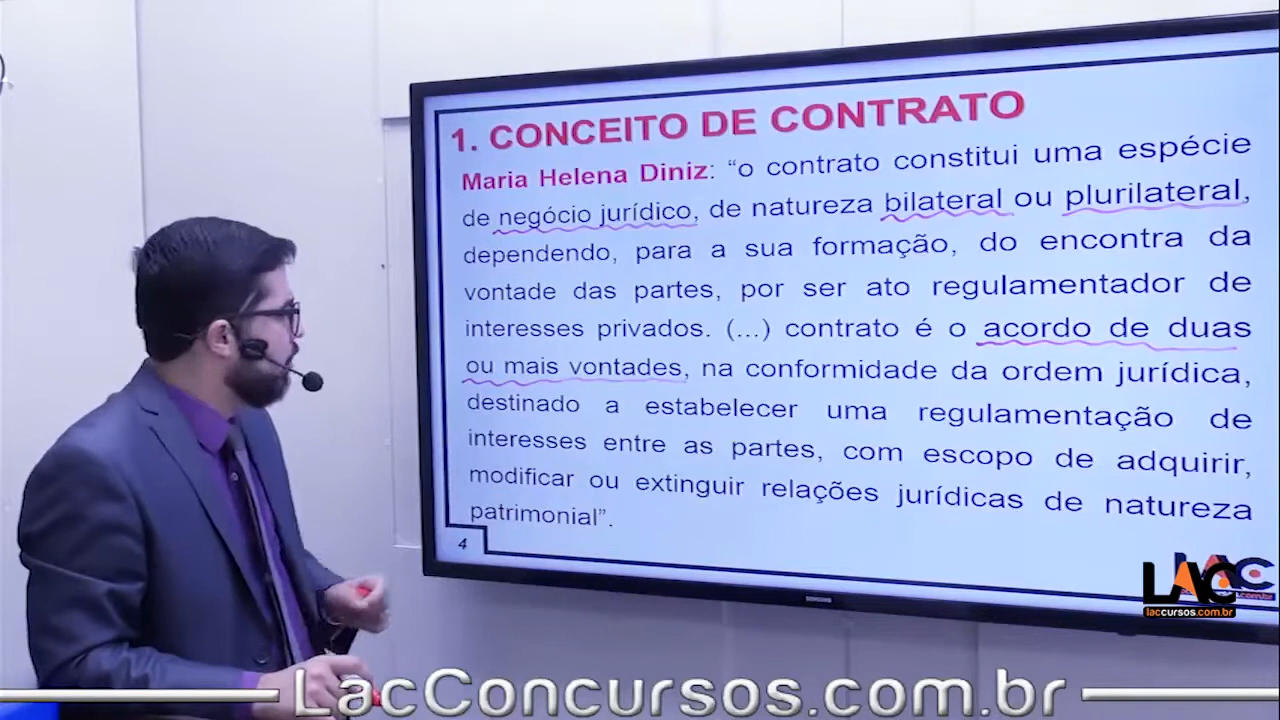 1. CONCEITO DE CONTRATO
Maria Helena Diniz: “o contrato constitui uma espécie
de negócio jurídico, de natureza bilateral ou plurilateral,
dependendo, para a sua formação, do encontra da
vontade das partes, por ser ato regulamentador de
interesses privados. (...) contrato é o acordo de duas
ou mais vontades, na conformidade da ordem jurídica,
destinado a estabelecer uma regulamentação de
interesses entre as partes, com escopo de adquirir,
modificar ou extinguir relações jurídicas de natureza
patrimonial”.
4
LAC
laccursos.com.br
LacConcursos.com.br